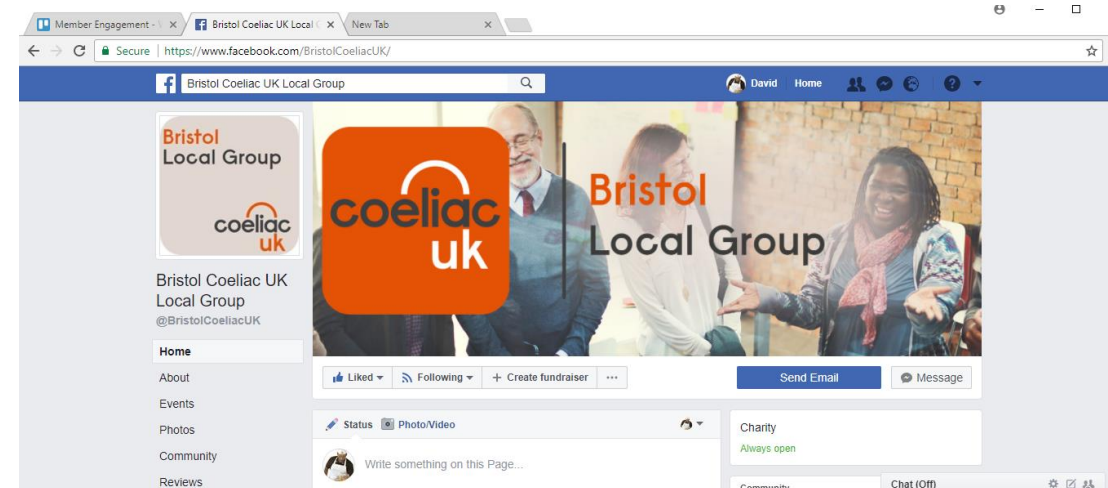 Member Engagement -
Bristol Coeliac UK Local
New Tab
Secure
https://www.facebook.com/BristolCoeliacUK/
Bristol Coeliac UK Local Group
David
Home
Bristol
Local Group
coeliac
uk
coeliac
uk
Bristol
Local Group
Bristol Coeliac UK
Local Group
@BristolCoeliacUK
Home
About
Events
Photos
Community
Reviews
Liked
Following
+ Create fundraiser
...
Send Email
Message
Status
Photo/Video
Write something on this Page...
Charity
Always open
Community
Chat (Off)